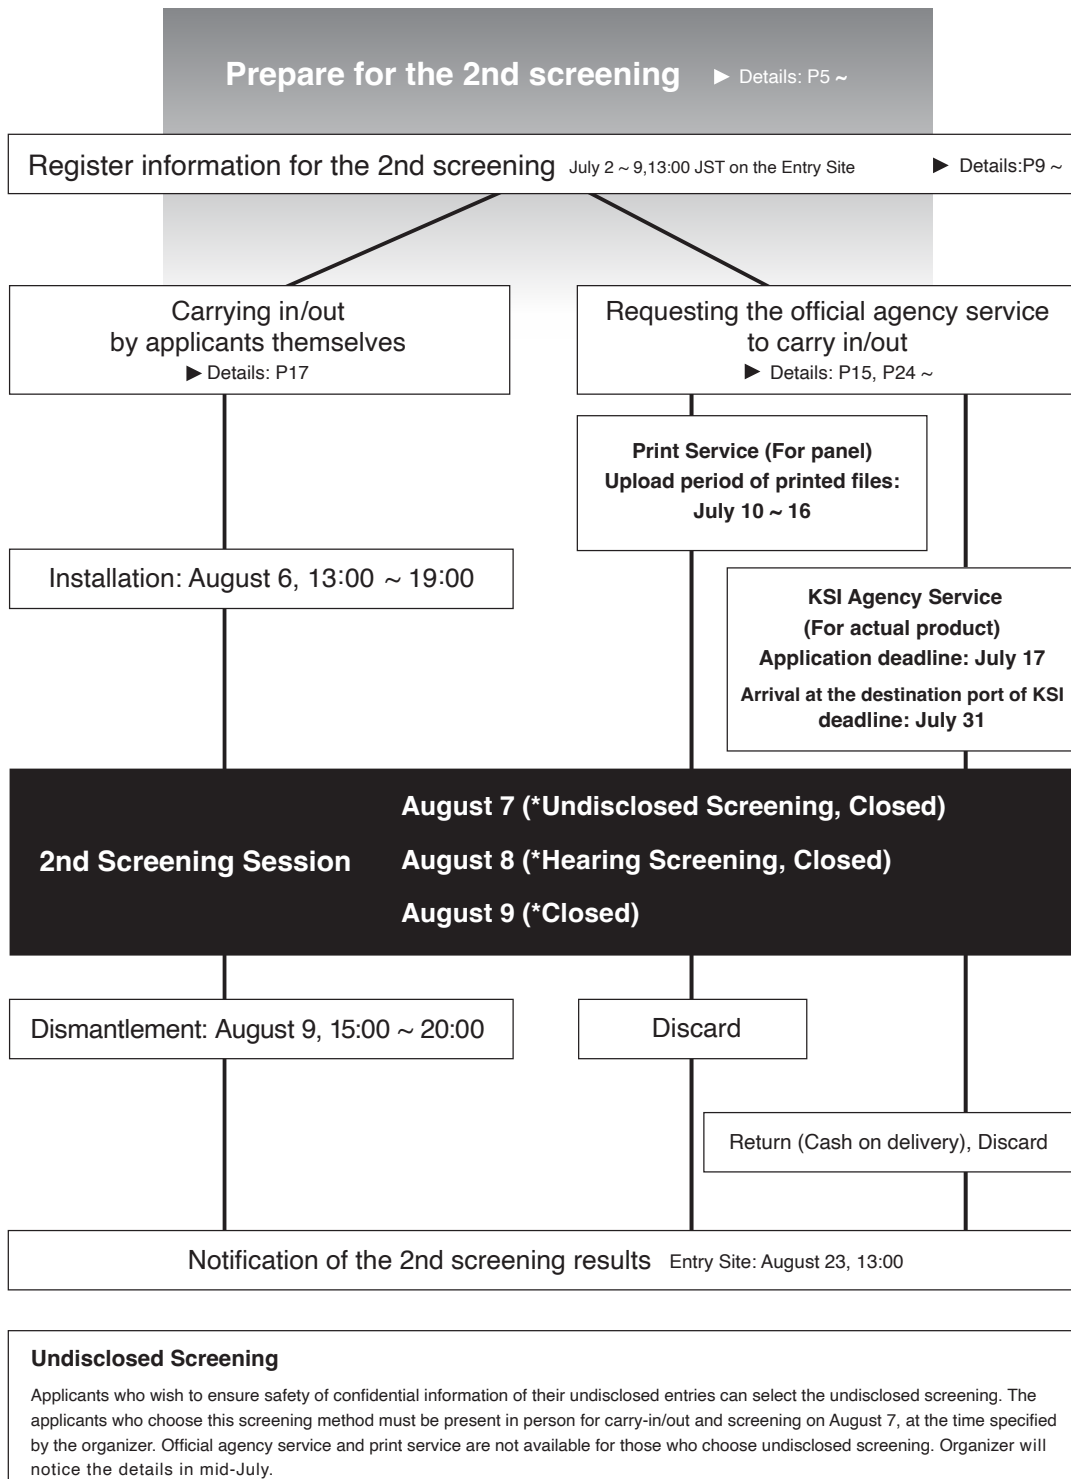 Prepare for the 2nd screening ▶ Details: P5 ~
Register information for the 2nd screening July 2 ~ 9,13:00 JST on the Entry Site ▶ Details:P9 ~
Carrying in/out
by applicants themselves
▶ Details: P17
Requesting the official agency service
to carry in/out
▶ Details: P15, P24 ~
Print Service (For panel)
Upload period of printed files:
July 10 ~ 16
Installation: August 6, 13:00 ~ 19:00
KSI Agency Service
(For actual product)
Application deadline: July 17
Arrival at the destination port of KSI
deadline: July 31
2nd Screening Session
August 7 (*Undisclosed Screening, Closed)
August 8 (*Hearing Screening, Closed)
August 9 (*Closed)
Dismantlement: August 9, 15:00 ~ 20:00
Discard
Return (Cash on delivery), Discard
Notification of the 2nd screening results Entry Site: August 23, 13:00
Undisclosed Screening
Applicants who wish to ensure safety of confidential information of their undisclosed entries can select the undisclosed screening. The
applicants who choose this screening method must be present in person for carry-in/out and screening on August 7, at the time specified
by the organizer. Official agency service and print service are not available for those who choose undisclosed screening. Organizer will
notice the details in mid-July.